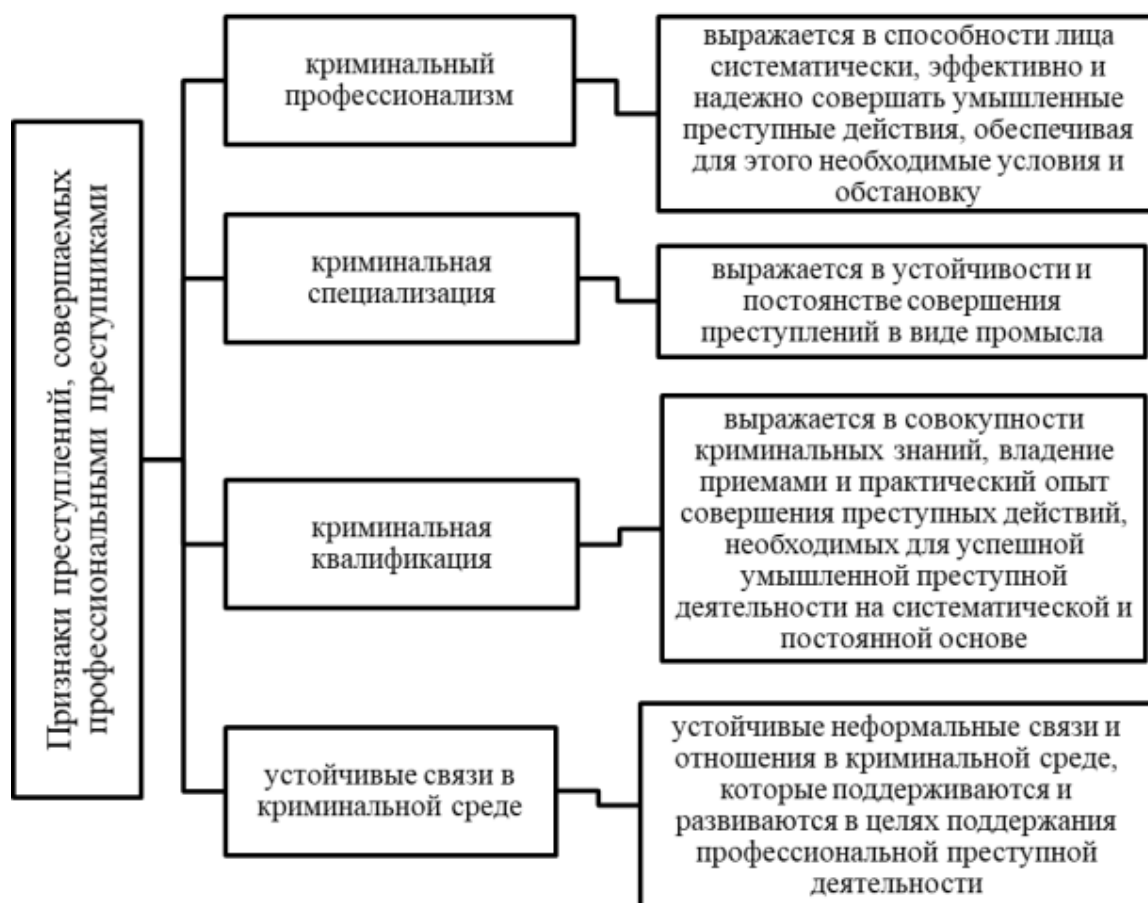 Признаки преступлений, совершаемых
профессиональными преступниками
криминальный
профессионализм
выражается в способности лица
систематически, эффективно и
надежно совершать умышленные
преступные действия, обеспечивая
для этого необходимые условия и
обстановку
криминальная
специализация
выражается в устойчивости и
постоянстве совершения
преступлений в виде промысла
криминальная
квалификация
выражается в совокупности
криминальных знаний, владение
приемами и практический опыт
совершения преступных действий,
необходимых для успешной
умышленной преступной
деятельности на систематической и
постоянной основе
устойчивые связи в
криминальной среде
устойчивые неформальные связи и
отношения в криминальной среде,
которые поддерживаются и
развиваются в целях поддержания
профессиональной преступной
деятельности